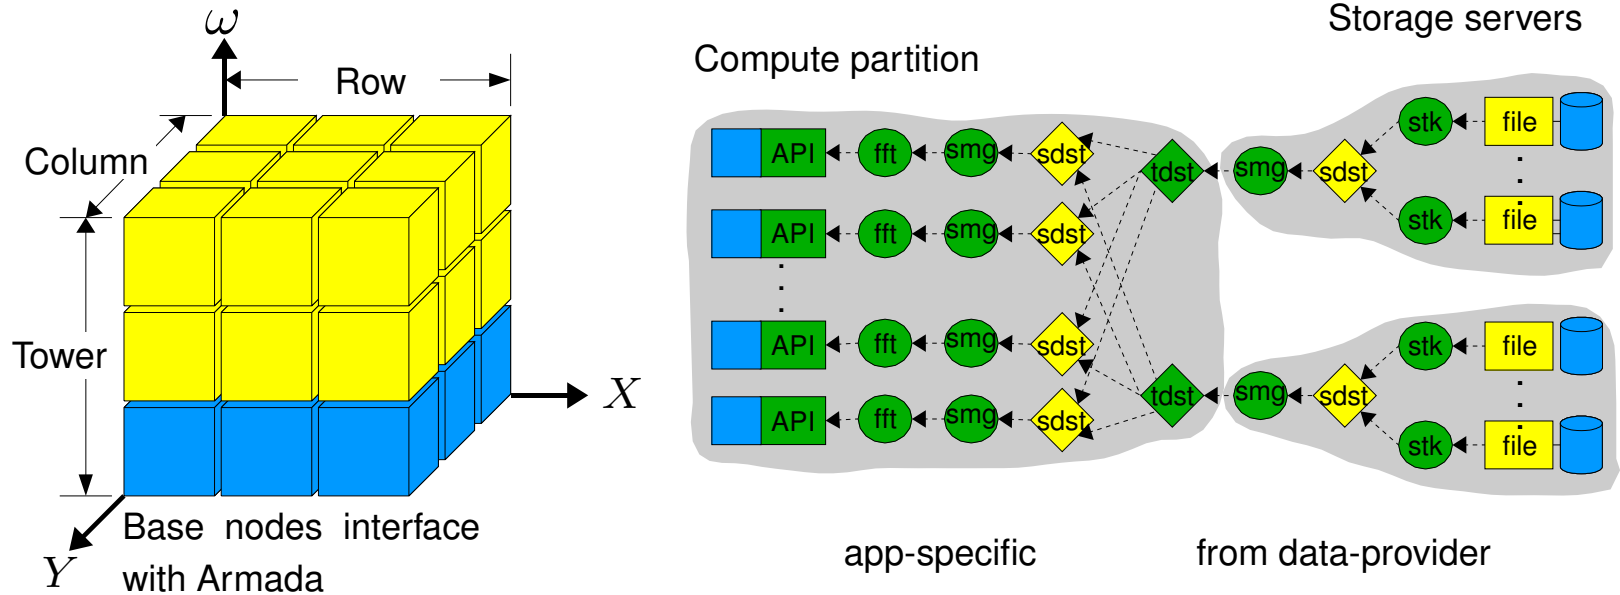 ω
Row
Column
Tower
X
Y
Base nodes interface
with Armada
Storage servers
Compute partition
API fft smg sdst
API fft smg sdst
API fft smg sdst
API fft smg sdst
tdst
tdst
smg sdst
stk file
stk file
smg sdst
stk file
stk file
app-specific
from data-provider